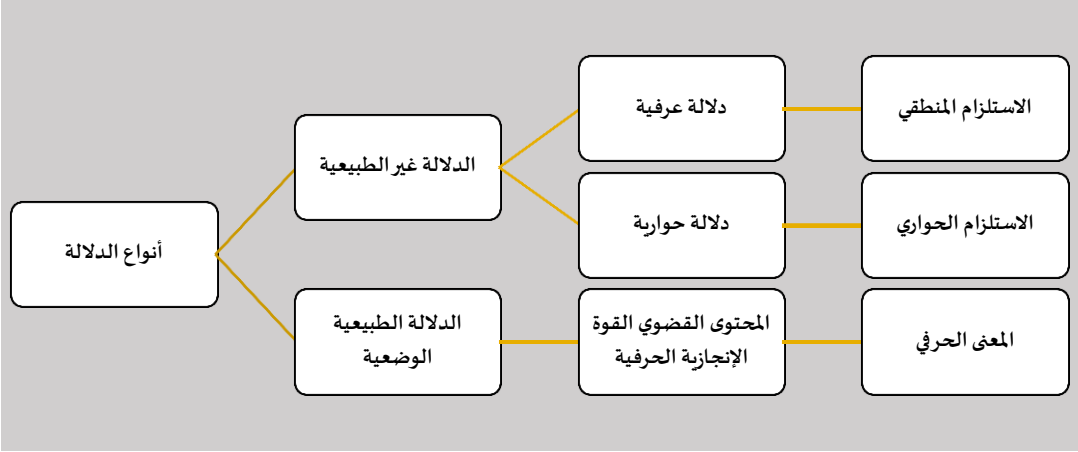 أنواع الدلالة
الدلالة غير الطبيعية
دلالة عرفية
الاستلزام المنطقي
دلالة حوارية
الاستلزام الحواري
الدلالة الطبيعية
الوضعية
المحتوى القضوي القوة
الإنجازية الحرفية
المعنى الحرفي